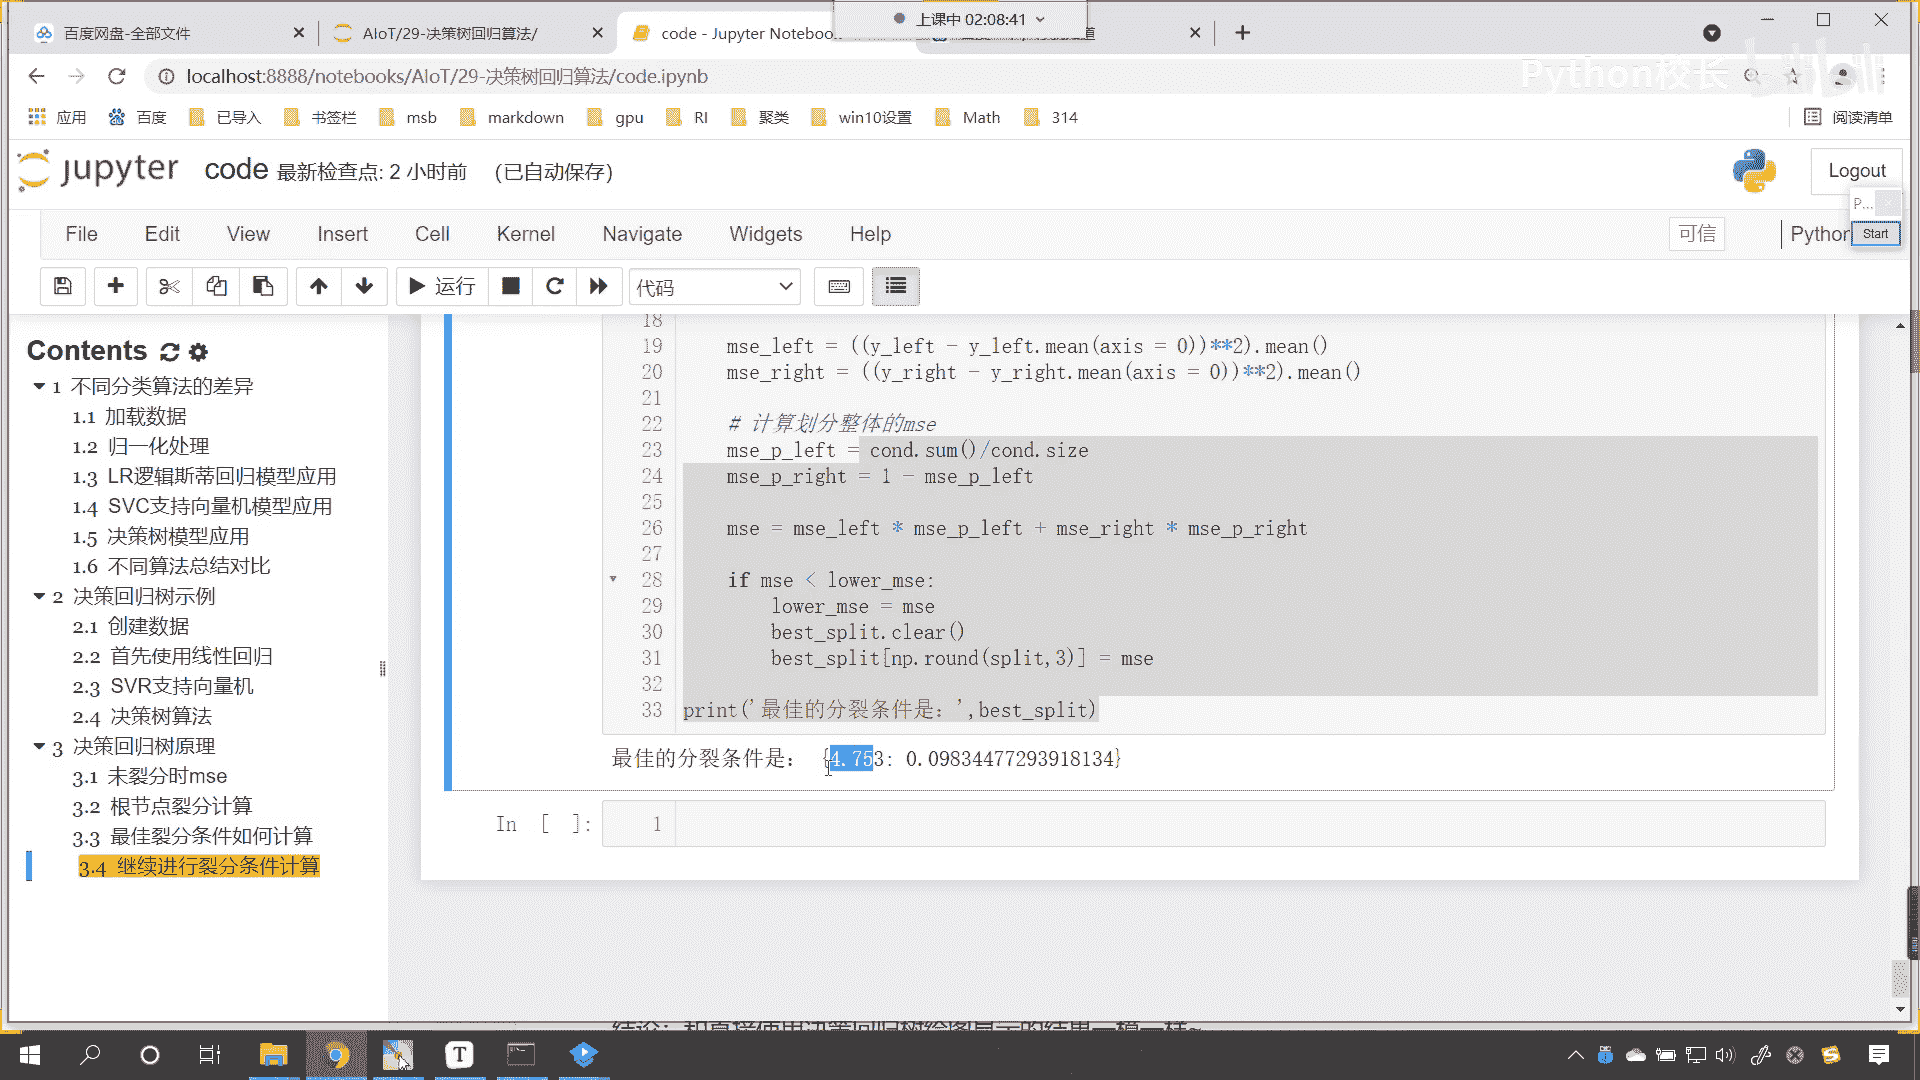 上课中 02:08:41
百度网盘-全部文件
AIoT/29-决策树回归算法/
code - Jupyter Noteboo
localhost:8888/notebooks/AIoT/29-决策树回归算法/code.ipynb
Python校长
应用 百度 已导入 书签栏 msb markdown gpu RI 聚类 win10设置 Math 314 阅读清单
jupyter code 最新检查点: 2 小时前 (已自动保存)
Logout
P...
Start
File Edit View Insert Cell Kernel Navigate Widgets Help 可信 Python
运行 代码
Contents
1 不同分类算法的差异
1.1 加载数据
1.2 归一化处理
1.3 LR逻辑斯蒂回归模型应用
1.4 SVC支持向量机模型应用
1.5 决策树模型应用
1.6 不同算法总结对比
2 决策回归树示例
2.1 创建数据
2.2 首先使用线性回归
2.3 SVR支持向量机
2.4 决策树算法
3 决策回归树原理
3.1 未裂分时mse
3.2 根节点裂分计算
3.3 最佳裂分条件如何计算
3.4 继续进行裂分条件计算
18
19 mse_left = ((y_left - y_left.mean(axis = 0))**2).mean()
20 mse_right = ((y_right - y_right.mean(axis = 0))**2).mean()
21
22 # 计算划分整体的mse
23 mse_p_left = cond.sum()/cond.size
24 mse_p_right = 1 - mse_p_left
25
26 mse = mse_left * mse_p_left + mse_right * mse_p_right
27
28 if mse < lower_mse:
29 lower_mse = mse
30 best_split.clear()
31 best_split[np.round(split,3)] = mse
32
33 print('最佳的分裂条件是：',best_split)
最佳的分裂条件是： {4.753: 0.09834477293918134}
In [ ]: 1